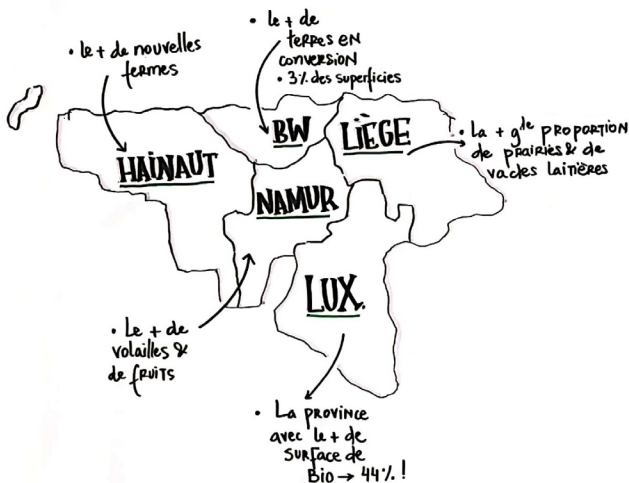 • le + de nouvelles
fermes
• le + de
terres en
conversion
• 3% des superficies
BW
LIÈGE
• La + gde proportion
de prairies & de
vaches laitières
HAINAUT
NAMUR
LUX.
• Le + de
volailles &
de fruits
• La province
avec le + de
surface de
Bio → 44% !